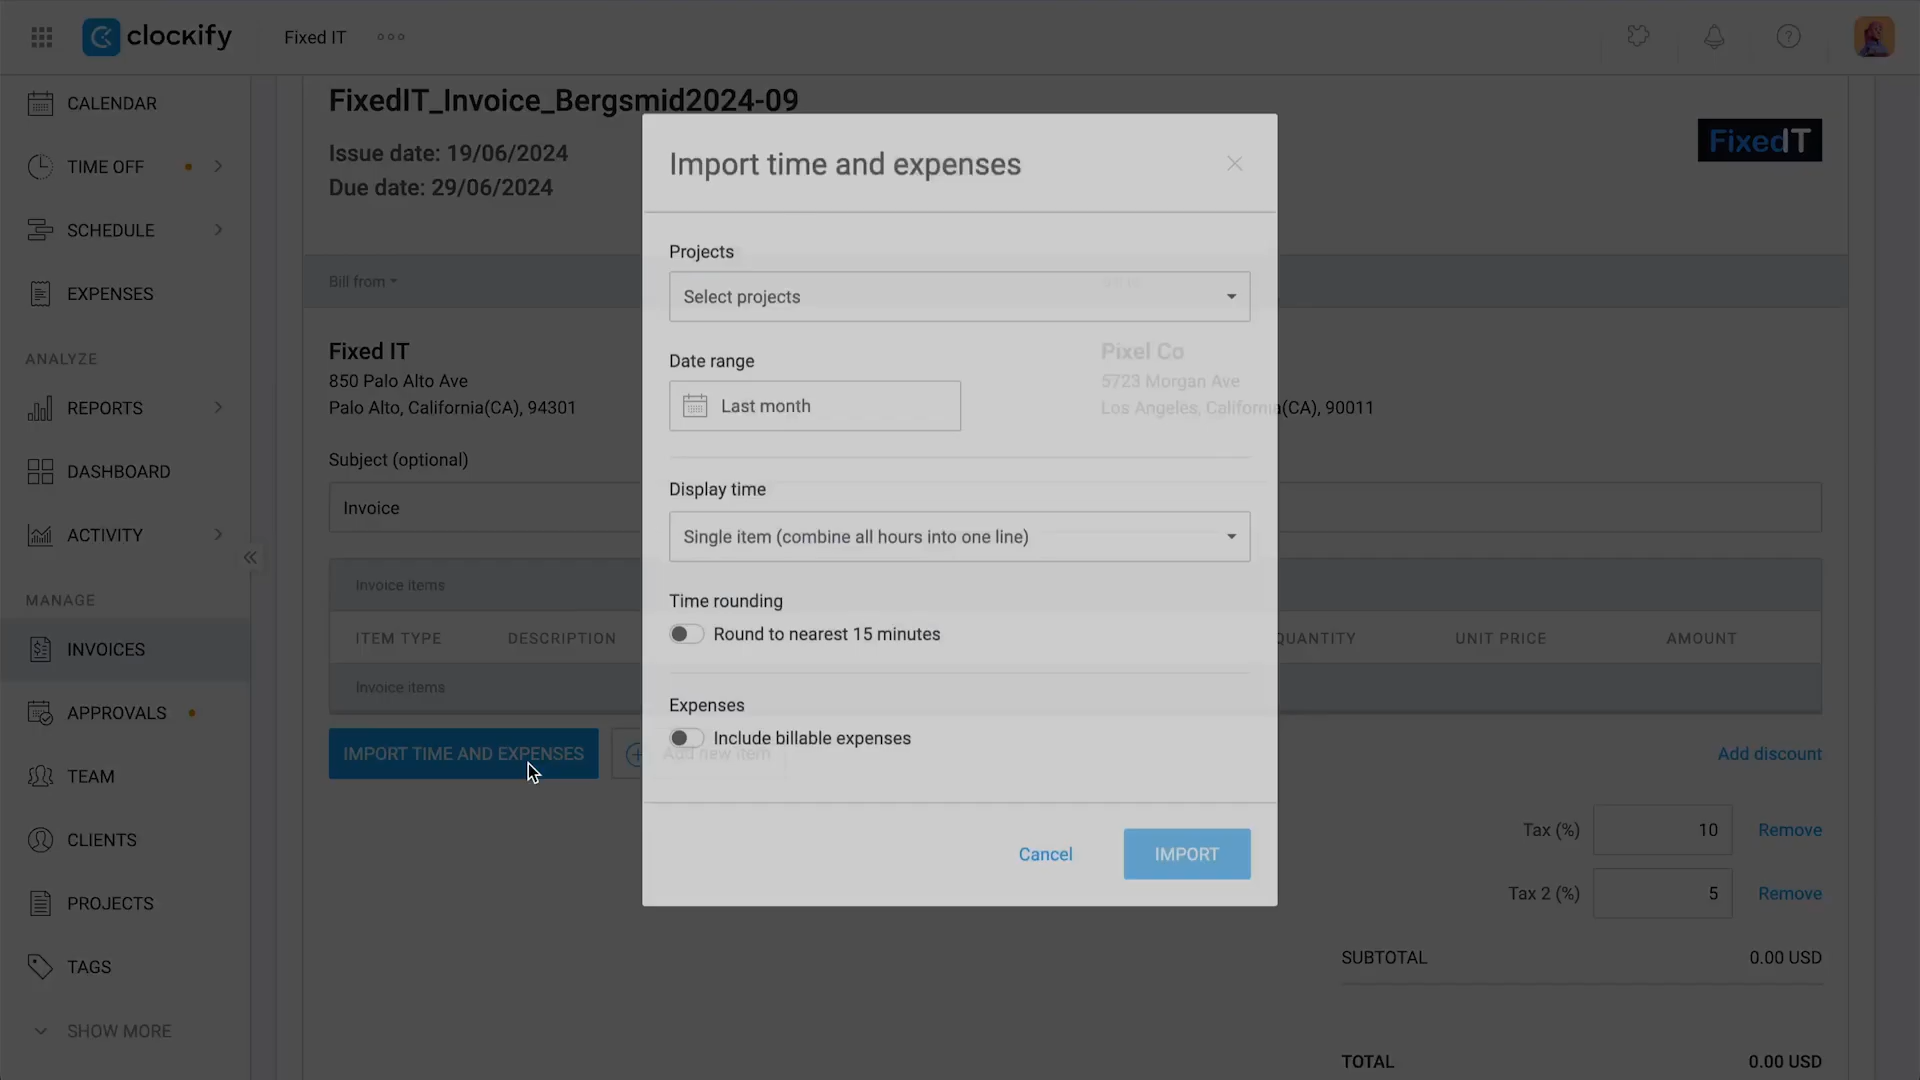 clockify
Fixed IT
CALENDAR
TIME OFF
SCHEDULE
EXPENSES
ANALYZE
REPORTS
DASHBOARD
ACTIVITY
MANAGE
INVOICES
APPROVALS
TEAM
CLIENTS
PROJECTS
TAGS
SHOW MORE
FixedIT_Invoice_Bergsmid2024-09
Issue date: 19/06/2024
Due date: 29/06/2024
FixedIT
Bill from
Fixed IT
850 Palo Alto Ave
Palo Alto, California(CA), 94301
Pixel Co
5723 Morgan Ave
Los Angeles, California(CA), 90011
Subject (optional)
Invoice
Invoice items
ITEM TYPE DESCRIPTION QUANTITY UNIT PRICE AMOUNT
Invoice items
IMPORT TIME AND EXPENSES
Add new item
Add discount
Tax (%) 10 Remove
Tax 2 (%) 5 Remove
SUBTOTAL 0.00 USD
TOTAL 0.00 USD
Import time and expenses
Projects
Select projects
Date range
Last month
Display time
Single item (combine all hours into one line)
Time rounding
Round to nearest 15 minutes
Expenses
Include billable expenses
Cancel
IMPORT